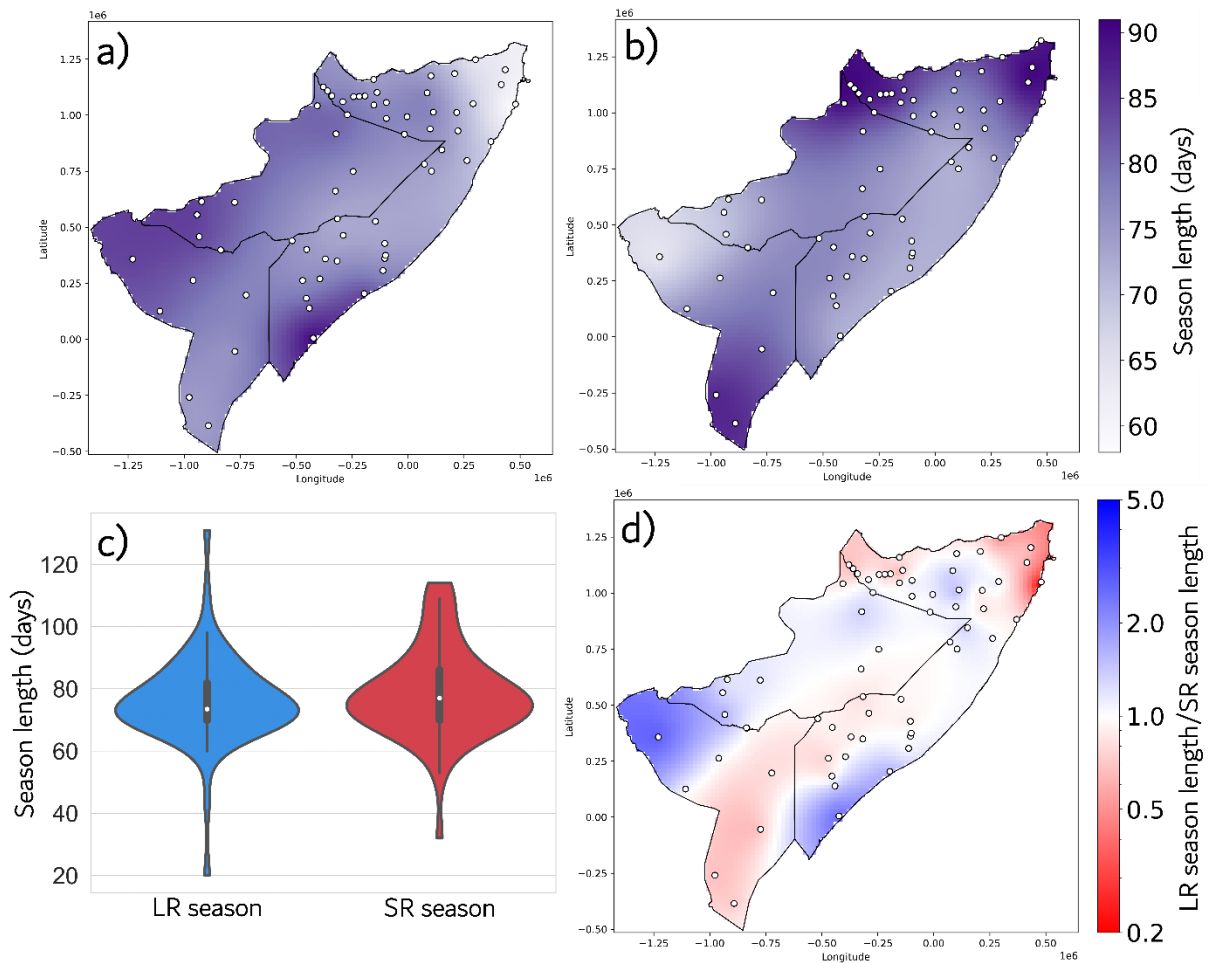 1e6
a)
1.25
1.00
0.75
0.50
0.25
0.00
−0.25
−0.50
Latitude
−1.25 −1.00 −0.75 −0.50 −0.25 0.00 0.25 0.50
Longitude
1e6
1e6
b)
1.25
1.00
0.75
0.50
0.25
0.00
−0.25
−0.50
Latitude
−1.25 −1.00 −0.75 −0.50 −0.25 0.00 0.25 0.50
Longitude
1e6
90
85
80
75
70
65
60
Season length (days)
c)
120
100
80
60
40
20
Season length (days)
LR season SR season
1e6
d)
1.25
1.00
0.75
0.50
0.25
0.00
−0.25
−0.50
Latitude
−1.25 −1.00 −0.75 −0.50 −0.25 0.00 0.25 0.50
Longitude
1e6
5.0
2.0
1.0
0.5
0.2
LR season length/SR season length